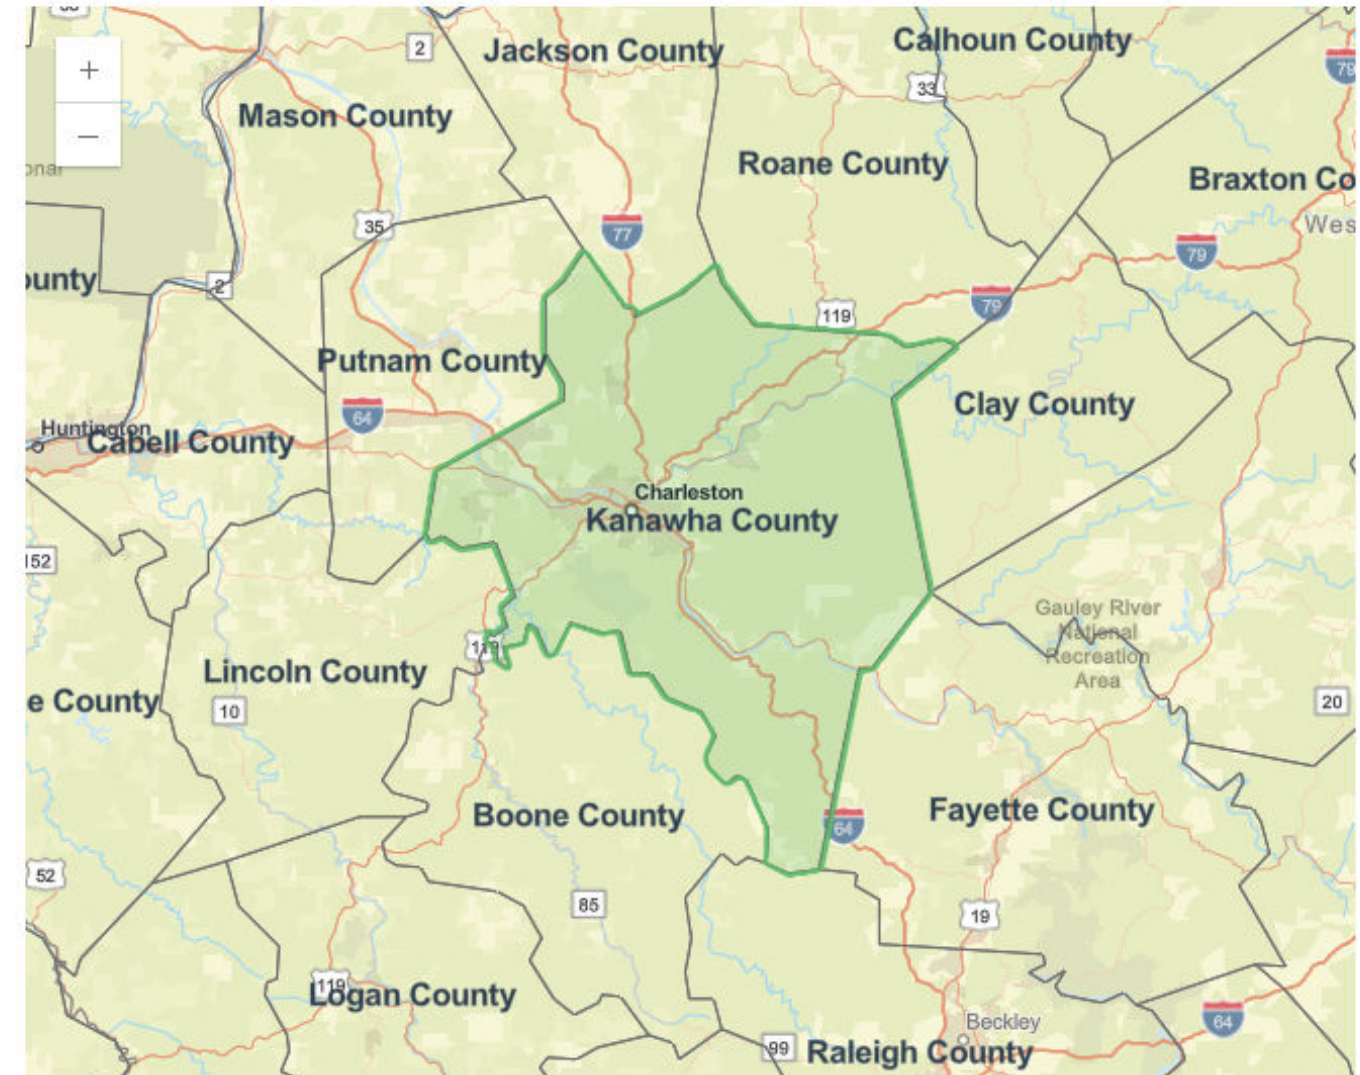 2
Jackson County
Calhoun County
79
33
Mason County
Roane County
Braxton Co
onal
35
77
Wes
79
ounty
2
79
119
Putnam County
64
Clay County
Huntington
Cabell County
Charleston
Kanawha County
152
Gauley River
National
Recreation
Area
Lincoln County
e County
10
20
Boone County
64
Fayette County
52
85
19
119
Logan County
64
Beckley
99
Raleigh County